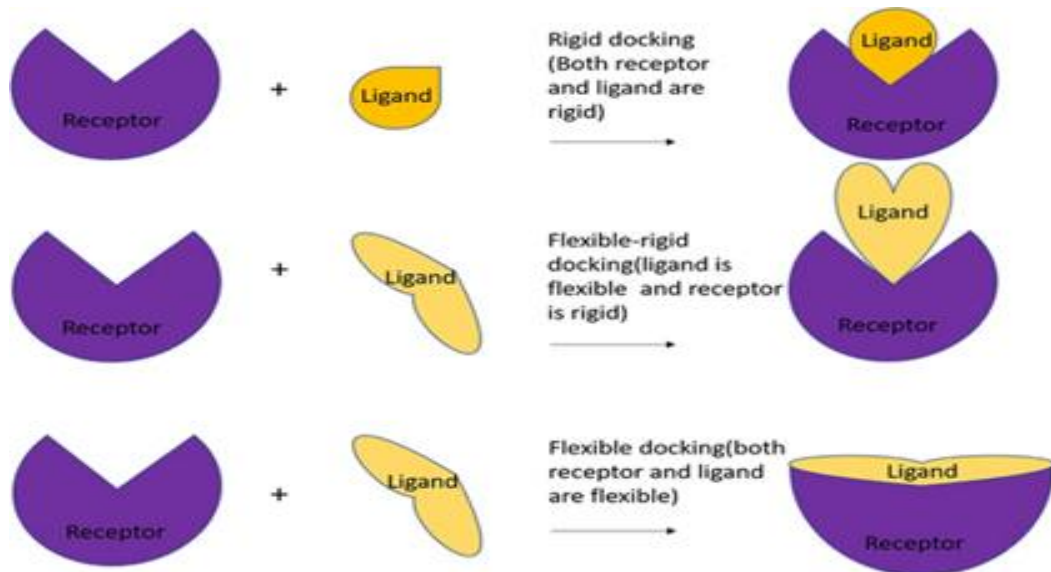 Receptor
+
Ligand
Rigid docking
(Both receptor
and ligand are
rigid)
Ligand
Receptor
Receptor
+
Ligand
Flexible-rigid
docking(ligand is
flexible and receptor
is rigid)
Ligand
Receptor
Receptor
+
Ligand
Flexible docking(both
receptor and ligand
are flexible)
Ligand
Receptor